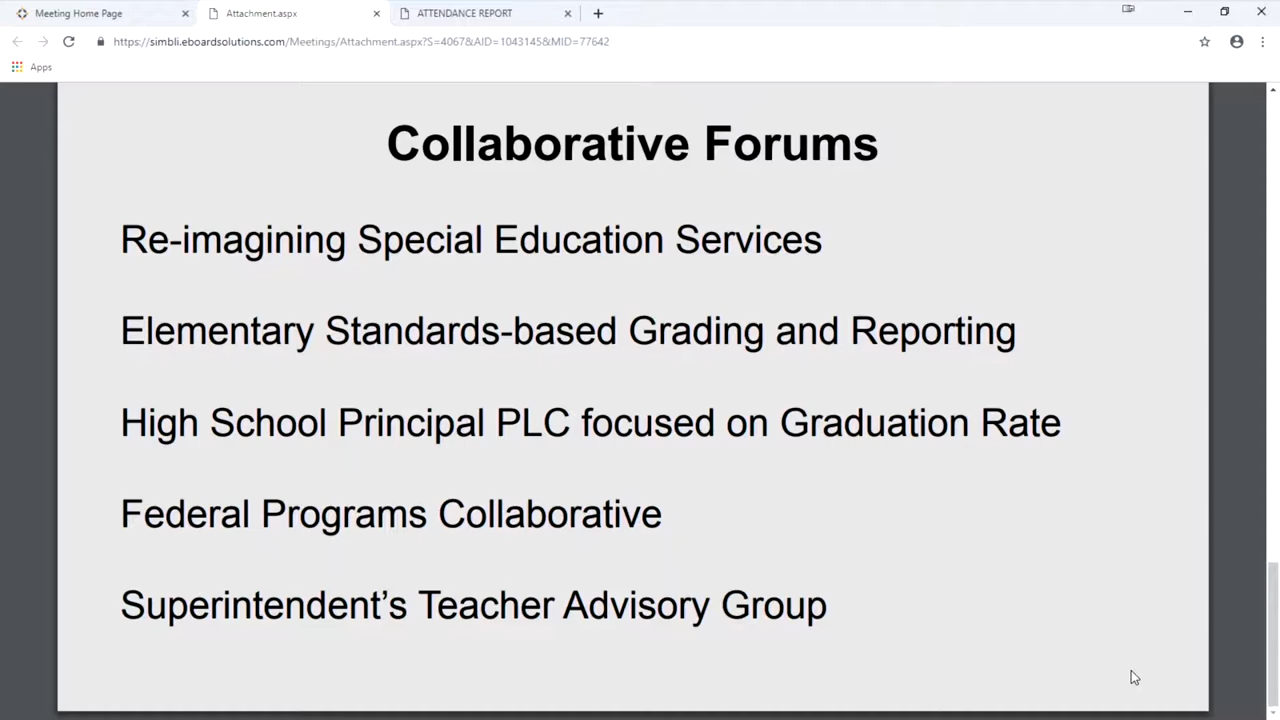 Meeting Home Page
Attachment.aspx
ATTENDANCE REPORT
https://simbli.eboardsolutions.com/Meetings/Attachment.aspx?S=4067&AID=1043145&MID=77642
Apps
Collaborative Forums
Re-imagining Special Education Services
Elementary Standards-based Grading and Reporting
High School Principal PLC focused on Graduation Rate
Federal Programs Collaborative
Superintendent’s Teacher Advisory Group